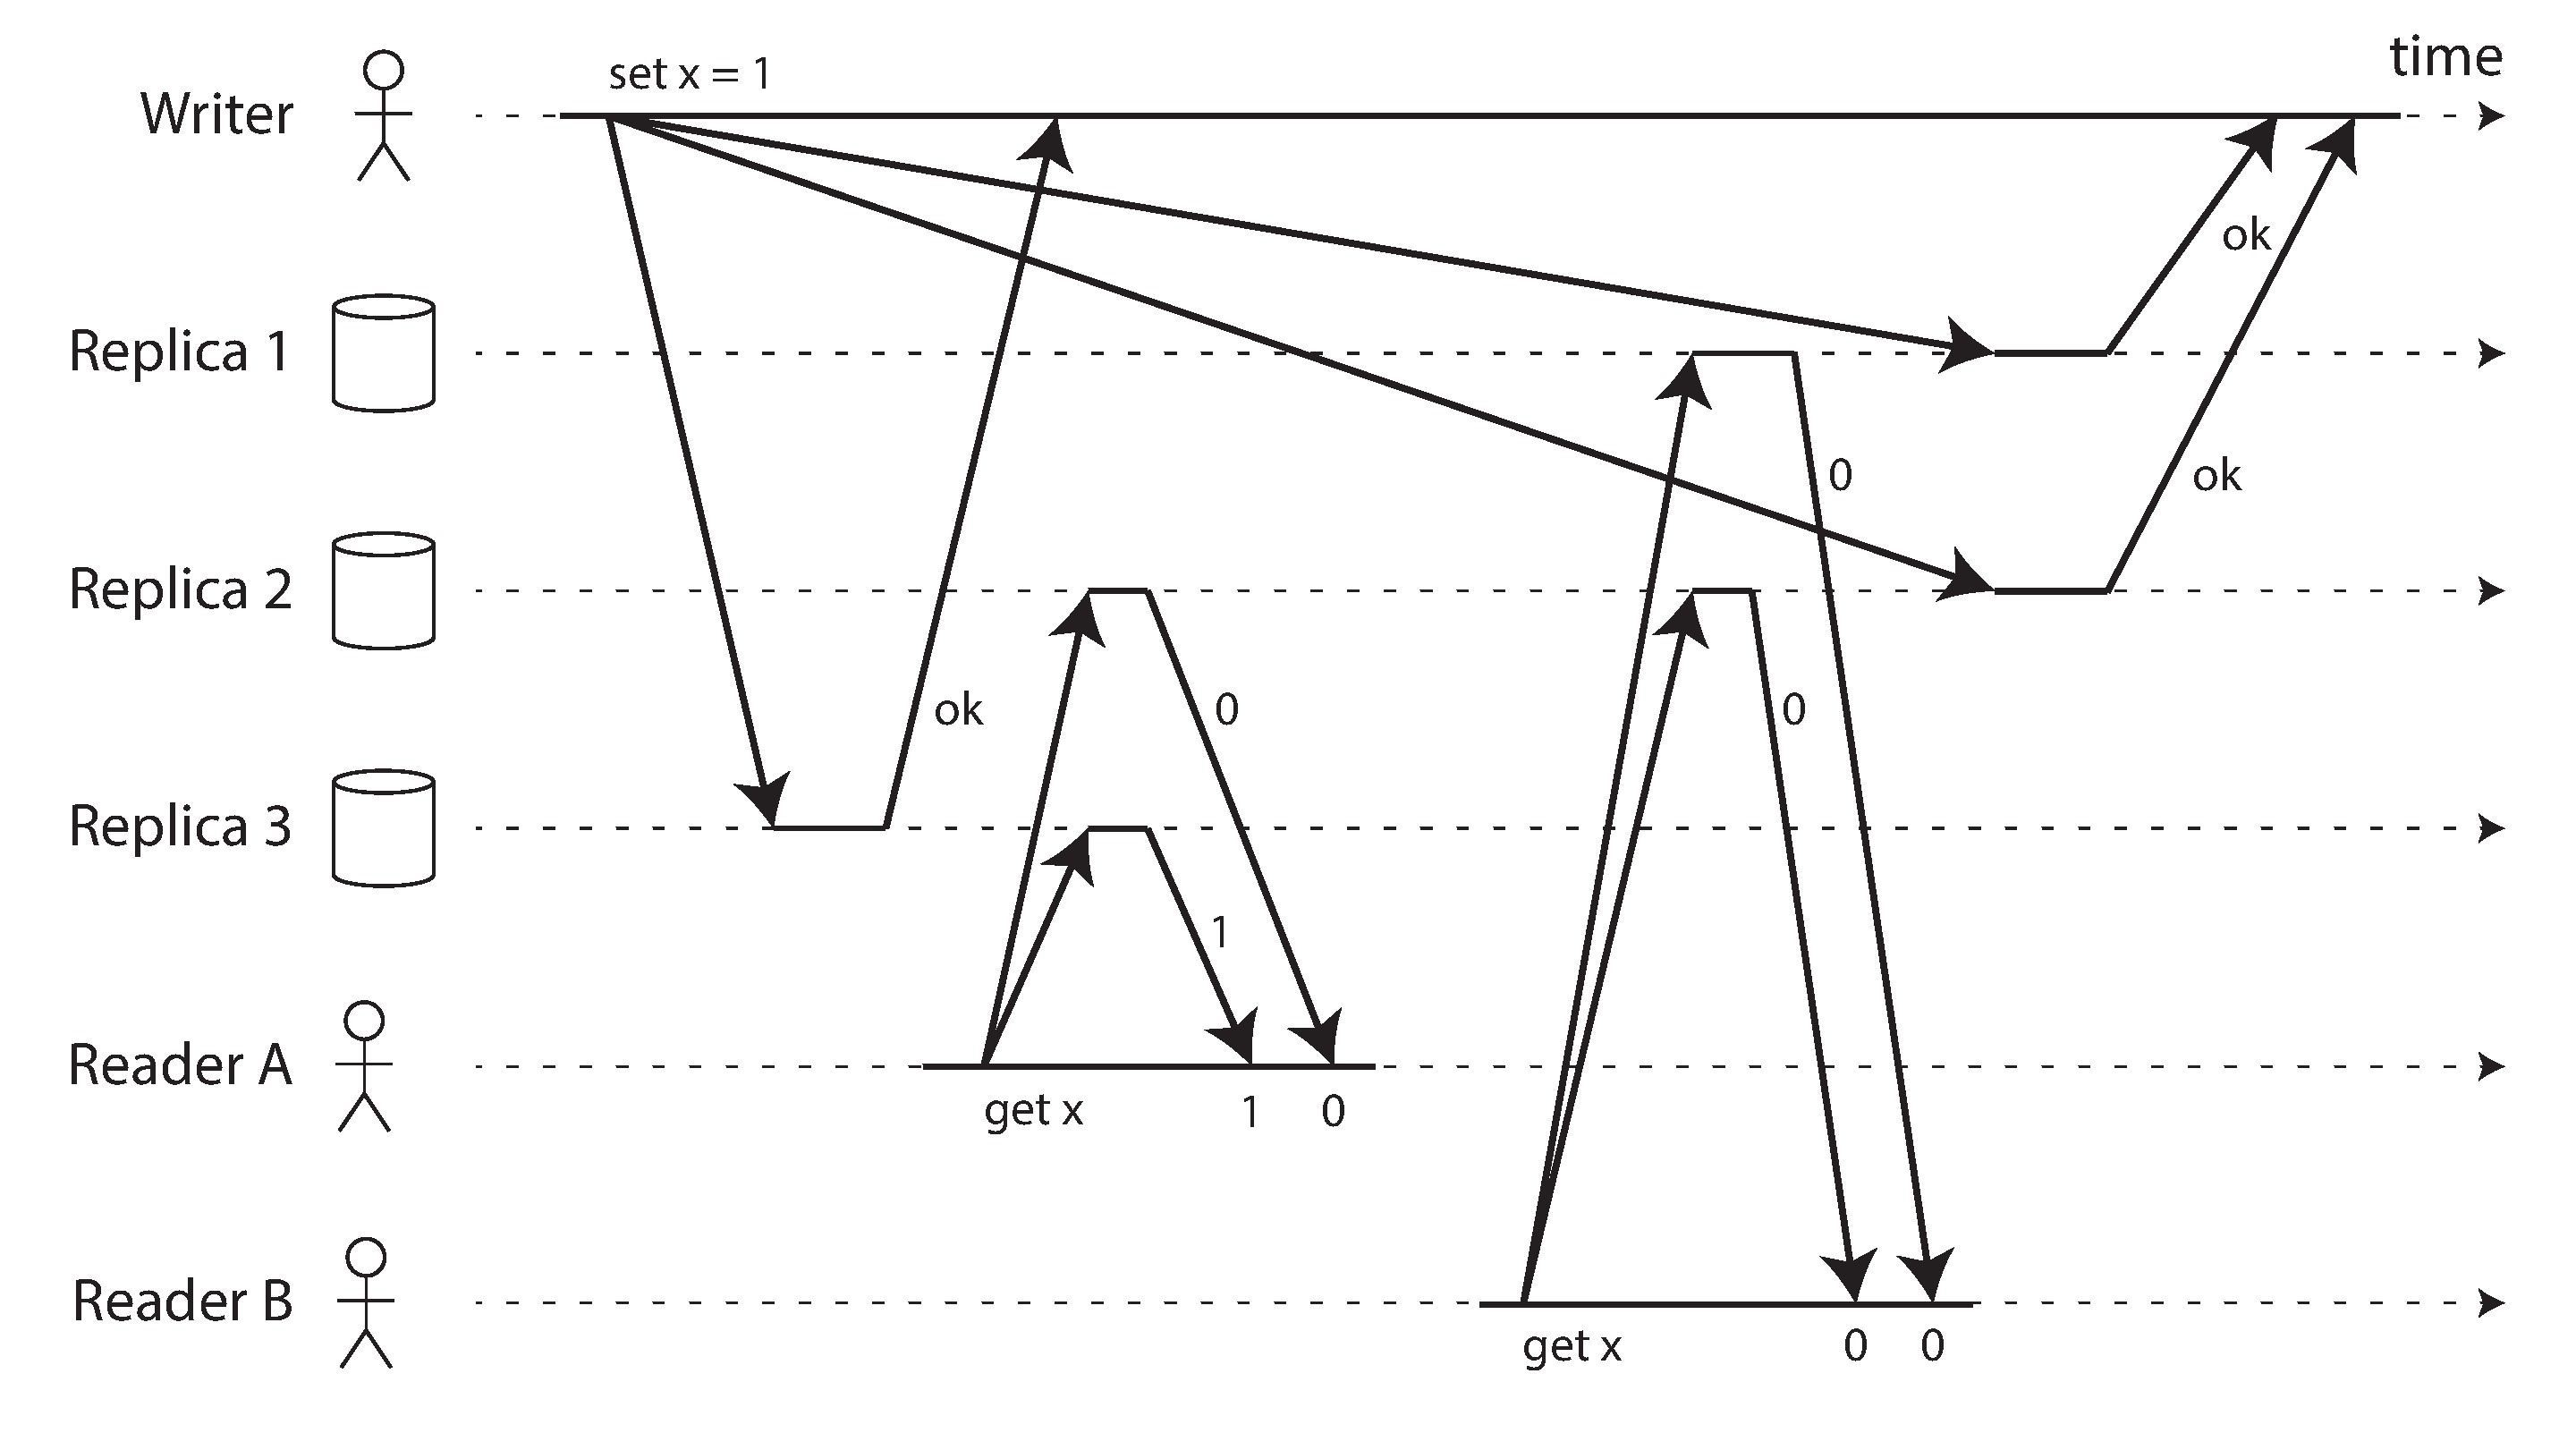 time
set x = 1
Writer
ok
Replica 1
0
ok
Replica 2
ok
0
0
Replica 3
1
Reader A
get x
1
0
Reader B
get x
0
0